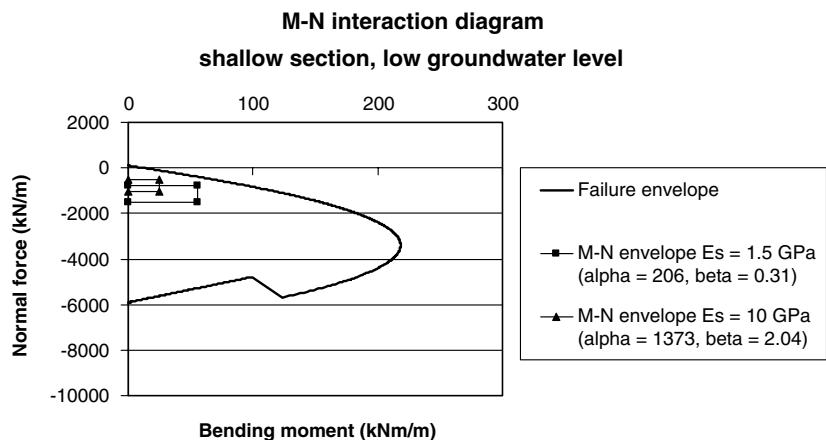 M-N interaction diagram
shallow section, low groundwater level
0 100 200 300
2000
0
-2000
-4000
-6000
-8000
-10000
Normal force (kN/m)
Bending moment (kNm/m)
Failure envelope
M-N envelope Es = 1.5 GPa
(alpha = 206, beta = 0.31)
M-N envelope Es = 10 GPa
(alpha = 1373, beta = 2.04)